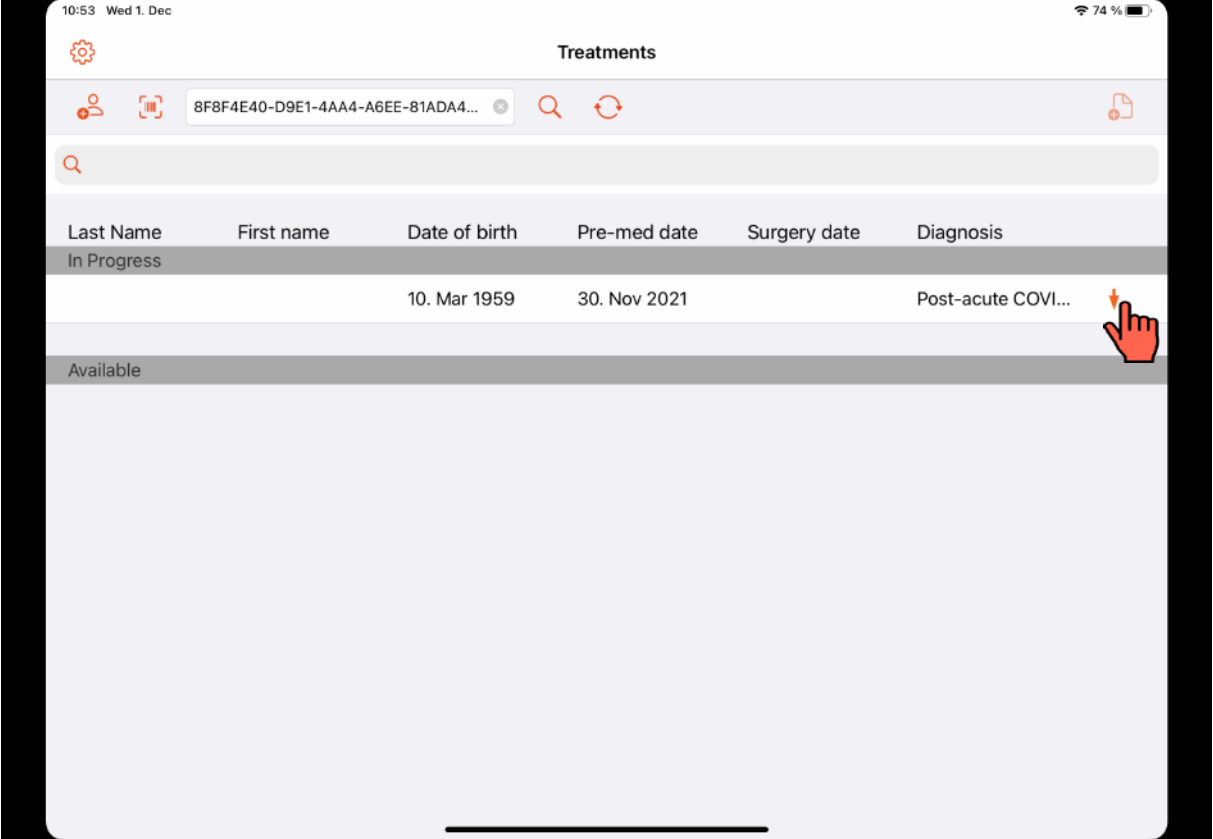 10:53 Wed 1. Dec 74 %
Treatments
8F8F4E40-D9E1-4AA4-A6EE-81ADA4...
Last Name First name Date of birth Pre-med date Surgery date Diagnosis
In Progress
10. Mar 1959 30. Nov 2021 Post-acute COVI...
Available